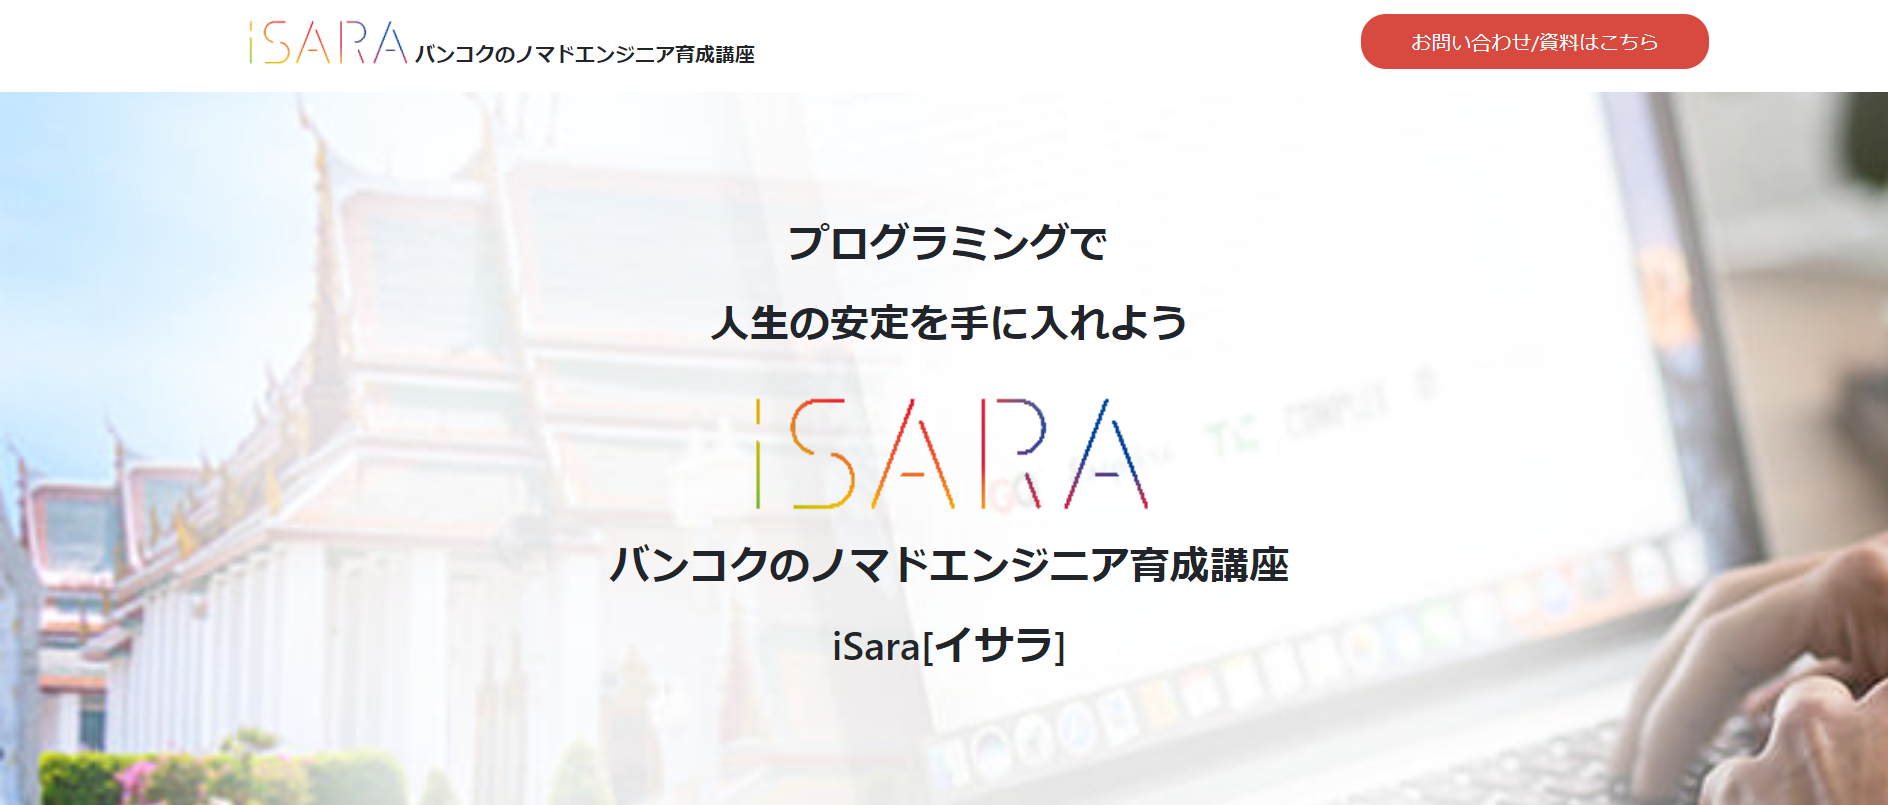 iSARA バンコクのノマドエンジニア育成講座
お問い合わせ/資料はこちら
プログラミングで
人生の安定を手に入れよう
iSARA
バンコクのノマドエンジニア育成講座
iSara[イサラ]